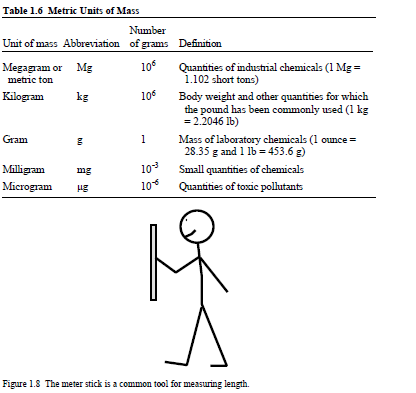 Table 1.6 Metric Units of Mass
Number
Unit of mass Abbreviation of grams Definition
Megagram or Mg 10⁶ Quantities of industrial chemicals (1 Mg =
metric ton 1.102 short tons)
Kilogram kg 10⁶ Body weight and other quantities for which
the pound has been commonly used (1 kg
= 2.2046 lb)
Gram g 1 Mass of laboratory chemicals (1 ounce =
28.35 g and 1 lb = 453.6 g)
Milligram mg 10⁻³ Small quantities of chemicals
Microgram μg 10⁻⁶ Quantities of toxic pollutants
Figure 1.8 The meter stick is a common tool for measuring length.